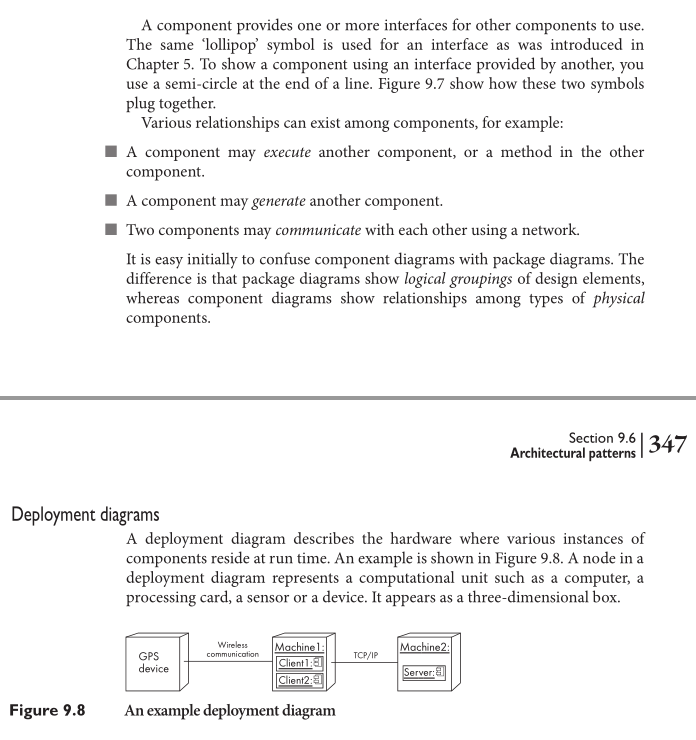 A component provides one or more interfaces for other components to use.
The same ‘lollipop’ symbol is used for an interface as was introduced in
Chapter 5. To show a component using an interface provided by another, you
use a semi-circle at the end of a line. Figure 9.7 show how these two symbols
plug together.
Various relationships can exist among components, for example:
■ A component may execute another component, or a method in the other
component.
■ A component may generate another component.
■ Two components may communicate with each other using a network.
It is easy initially to confuse component diagrams with package diagrams. The
difference is that package diagrams show logical groupings of design elements,
whereas component diagrams show relationships among types of physical
components.
Section 9.6
Architectural patterns
347
Deployment diagrams
A deployment diagram describes the hardware where various instances of
components reside at run time. An example is shown in Figure 9.8. A node in a
deployment diagram represents a computational unit such as a computer, a
processing card, a sensor or a device. It appears as a three-dimensional box.
GPS
device
Wireless
communication
Machine1:
Client1:
Client2:
TCP/IP
Machine2:
Server:
Figure 9.8 An example deployment diagram